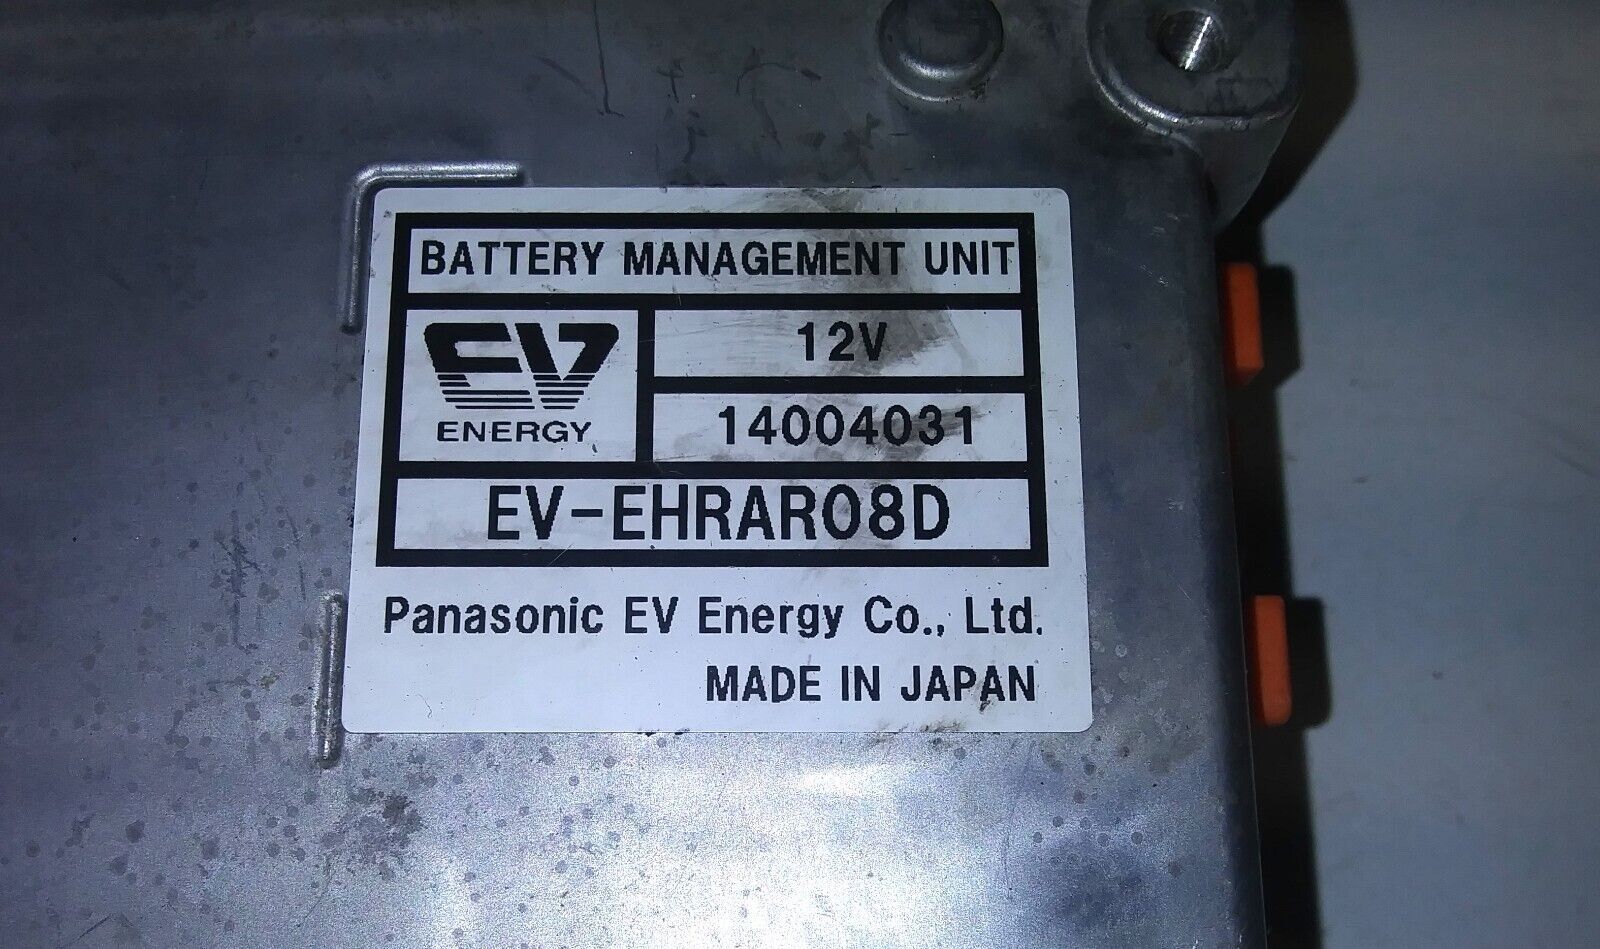 BATTERY MANAGEMENT UNIT
EV
ENERGY
12V
14004031
EV-EHRAR08D
Panasonic EV Energy Co., Ltd.
MADE IN JAPAN